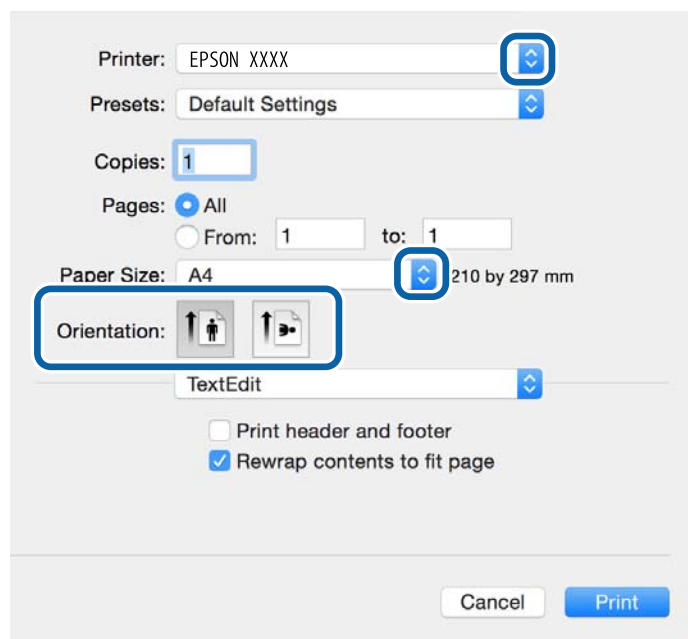 Printer: EPSON XXXX
Presets: Default Settings
Copies: 1
Pages: All
From: 1 to: 1
Paper Size: A4 210 by 297 mm
Orientation:
TextEdit
Print header and footer
Rewrap contents to fit page
Cancel Print